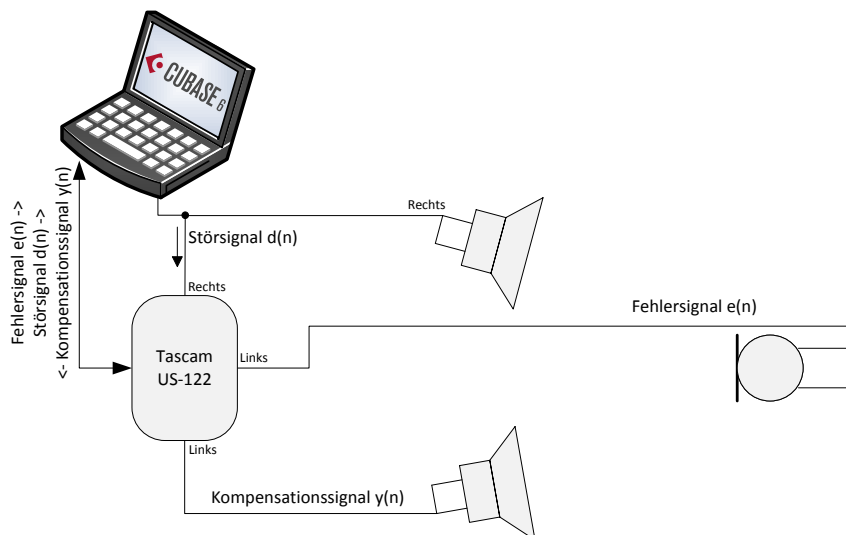 CUBASE 6
Fehlersignal e(n) ->
Störsignal d(n) ->
<- Kompensationssignal y(n)
Rechts
Störsignal d(n)
Rechts
Fehlersignal e(n)
Tascam
US-122
Links
Links
Kompensationssignal y(n)